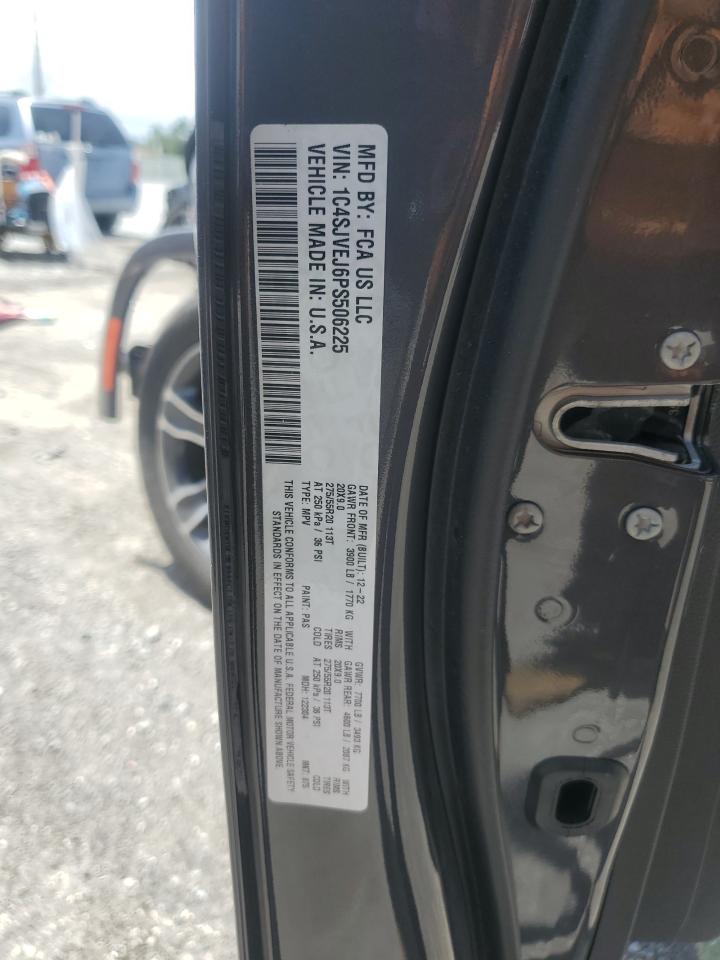 MFD BY: FCA US LLC
VIN: 1C4SJVEJ6PS506225
VEHICLE MADE IN: U.S.A.
DATE OF MFR (BUILT): 12-22 GVWR: 7700 LB / 3493 KG
GAWR FRONT: 3900 LB / 1770 KG WITH GAWR REAR: 4600 LB / 2087 KG WITH
20X9.0 RIMS 20X9.0 RIMS
275/55R20 113T TIRES 275/55R20 113T TIRES
AT 250 kPa / 36 PSI COLD AT 250 kPa / 36 PSI COLD
TYPE: MPV PAINT: PAS MDH: 122304
THIS VEHICLE CONFORMS TO ALL APPLICABLE U.S.A. FEDERAL MOTOR VEHICLE SAFETY
STANDARDS IN EFFECT ON THE DATE OF MANUFACTURE SHOWN ABOVE.